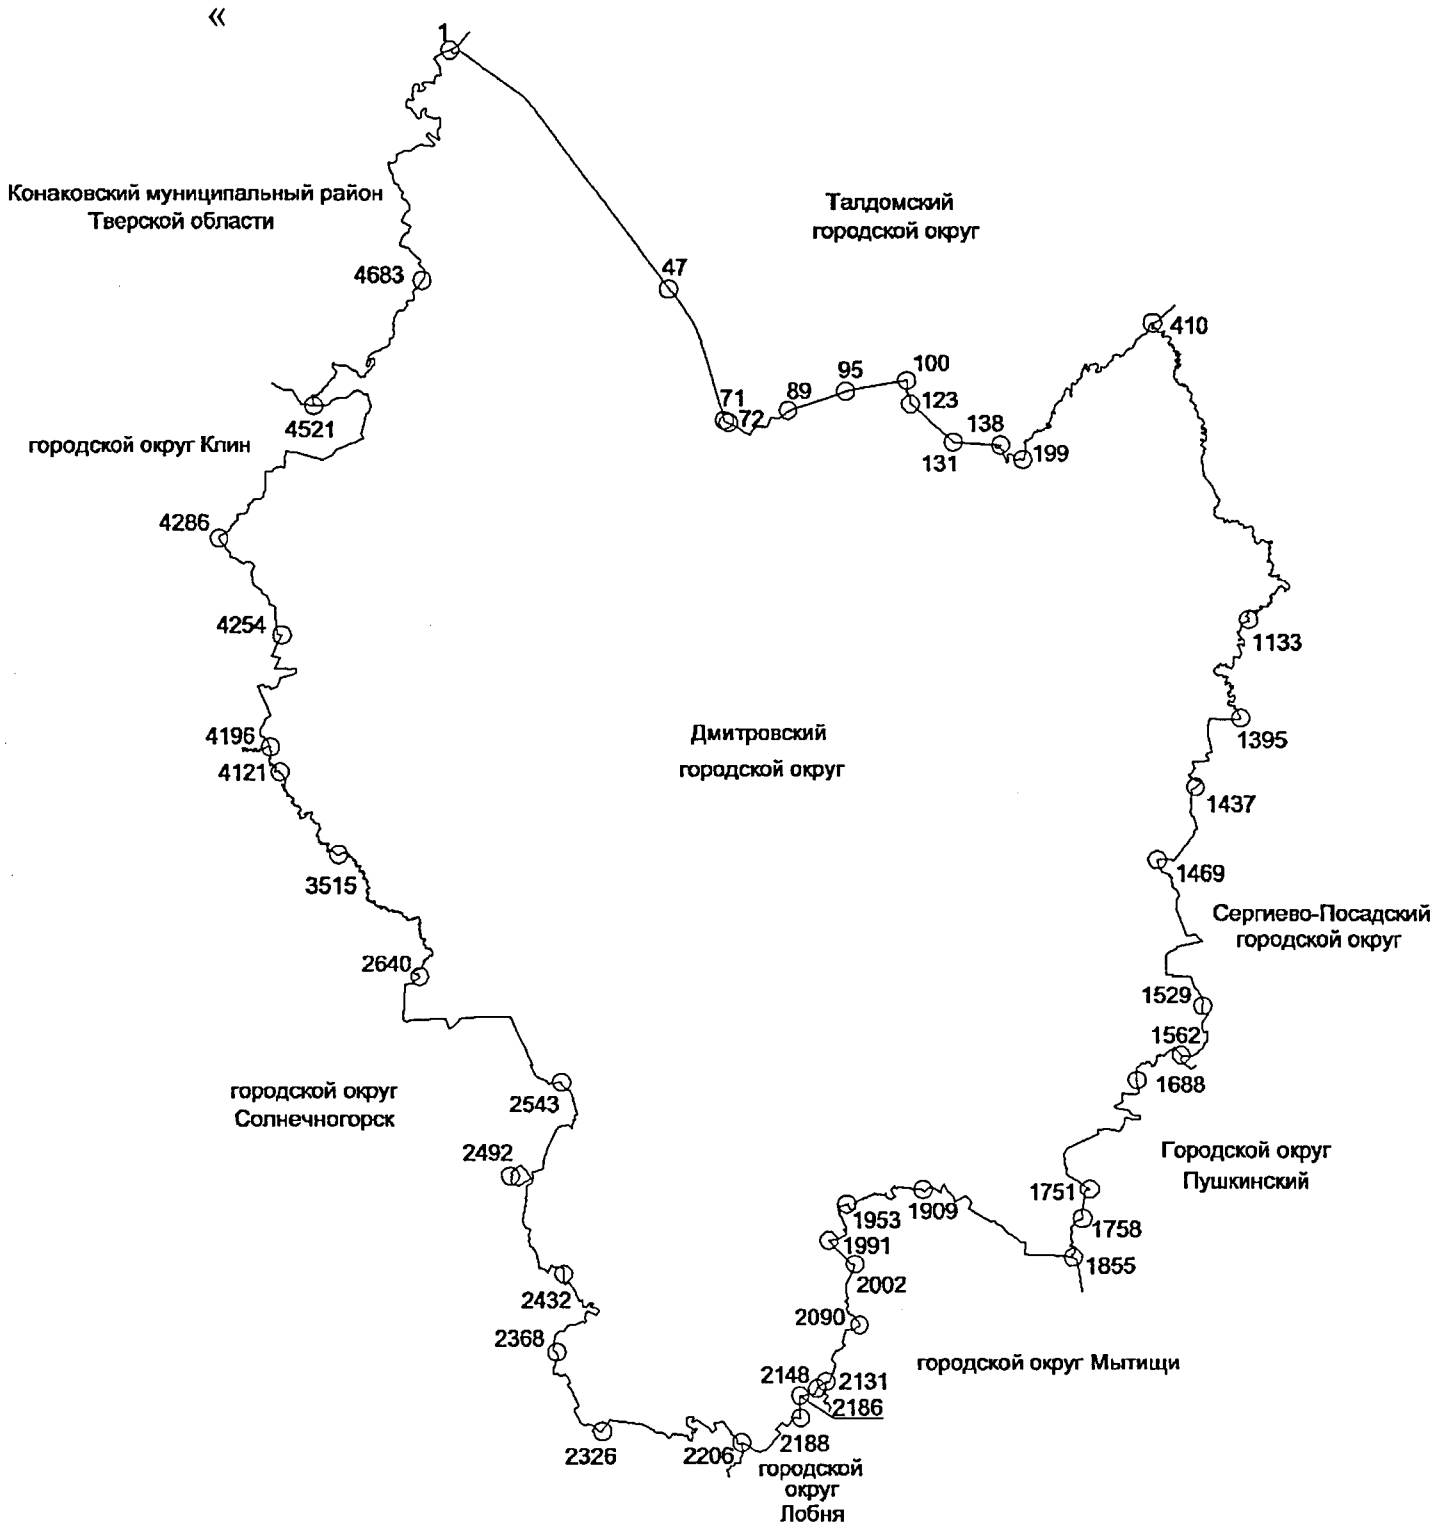 «
1
Конаковский муниципальный район
Тверской области
Талдомский
городской округ
4683
47
410
100
95
89
71
72
123
4521
138
131
199
городской округ Клин
4286
4254
1133
4196
4121
Дмитровский
городской округ
1395
1437
3515
1469
Сергиево-Посадский
городской округ
2640
1529
1562
1688
городской округ
Солнечногорск
2543
2492
Городской округ
Пушкинский
1751
1758
1953
1909
1991
1855
2002
2432
2090
2368
городской округ Мытищи
2148
2131
2186
2188
2326
2206
городской
округ
Лобня